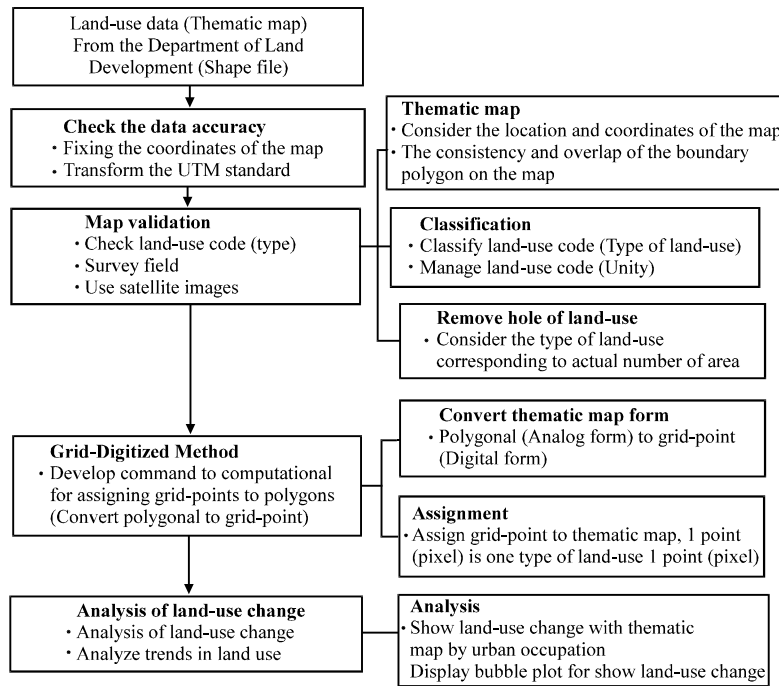 Land-use data (Thematic map)
From the Department of Land
Development (Shape file)
Check the data accuracy
· Fixing the coordinates of the map
· Transform the UTM standard
Map validation
· Check land-use code (type)
· Survey field
· Use satellite images
Thematic map
· Consider the location and coordinates of the map
· The consistency and overlap of the boundary
polygon on the map
Classification
· Classify land-use code (Type of land-use)
· Manage land-use code (Unity)
Remove hole of land-use
· Consider the type of land-use
corresponding to actual number of area
Grid-Digitized Method
· Develop command to computational
for assigning grid-points to polygons
(Convert polygonal to grid-point)
Convert thematic map form
· Polygonal (Analog form) to grid-point
(Digital form)
Assignment
· Assign grid-point to thematic map, 1 point
(pixel) is one type of land-use 1 point (pixel)
Analysis of land-use change
· Analysis of land-use change
· Analyze trends in land use
Analysis
· Show land-use change with thematic
map by urban occupation
Display bubble plot for show land-use change